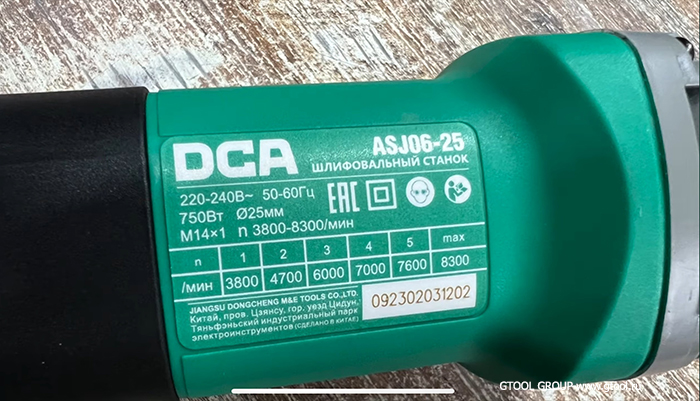 DCA
ASJ06-25
ШЛИФОВАЛЬНЫЙ СТАНОК
220-240В~ 50-60Гц
750Вт Ø25мм
M14×1 n 3800-8300/мин
EAC
n 1 2 3 4 5 max
/мин 3800 4700 6000 7000 7600 8300
JIANGSU DONGCHENG M&E TOOLS CO.,LTD.
Китай, пров. Цзянсу, гор. уезд Цидун,
Тяньфэньский индустриальный парк
электроинструментов (СДЕЛАНО В КИТАЕ)
092302031202
GTOOL GROUP www.gtool.ru